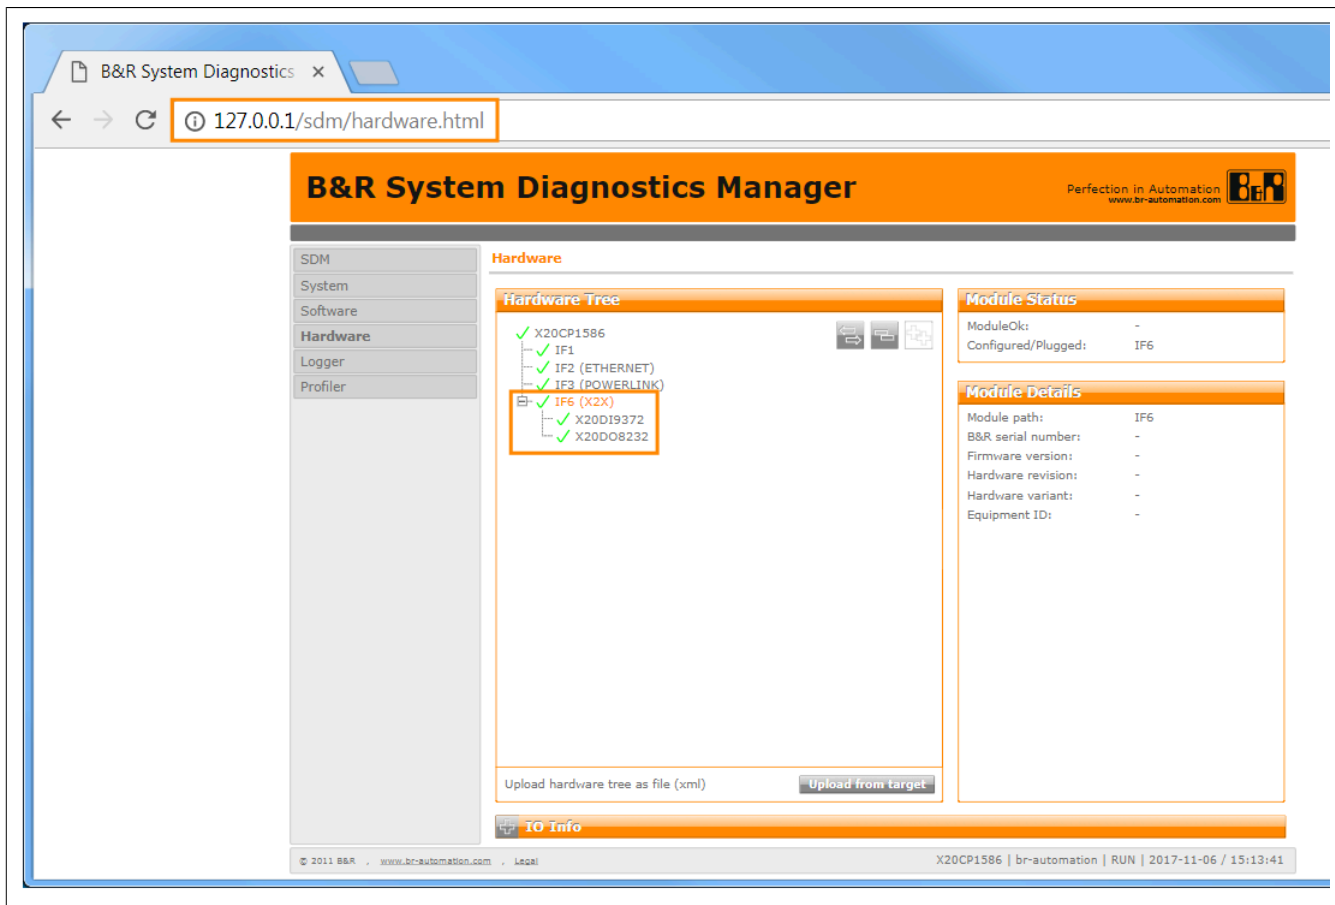 B&R System Diagnostics ×
127.0.0.1/sdm/hardware.html
B&R System Diagnostics Manager
Perfection in Automation
www.br-automation.com
B&R
SDM
System
Software
Hardware
Logger
Profiler
Hardware
Hardware Tree
X20CP1586
IF1
IF2 (ETHERNET)
IF3 (POWERLINK)
IF6 (X2X)
X20DI9372
X20DO8232
Upload hardware tree as file (xml)
Upload from target
Module Status
ModuleOk: -
Configured/Plugged: IF6
Module Details
Module path: IF6
B&R serial number: -
Firmware version: -
Hardware revision: -
Hardware variant: -
Equipment ID: -
IO Info
© 2011 B&R , www.br-automation.com , Legal
X20CP1586 | br-automation | RUN | 2017-11-06 / 15:13:41